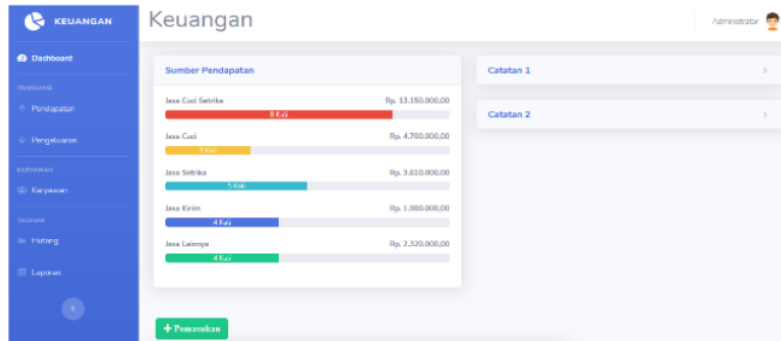 KEUANGAN
Keuangan
Administrator
Dashboard
TRANSAKSI
Pendapatan
Pengeluaran
KARYAWAN
Karyawan
TAGIHAN
Hutang
Laporan
Sumber Pendapatan
Jasa Cuci Setrika Rp. 13.150.000,00
8 Kali
Jasa Cuci Rp. 4.700.000,00
3 Kali
Jasa Setrika Rp. 3.610.000,00
5 Kali
Jasa Kirim Rp. 1.900.000,00
4 Kali
Jasa Lainnya Rp. 2.320.000,00
4 Kali
Catatan 1
Catatan 2
+ Pemasukan